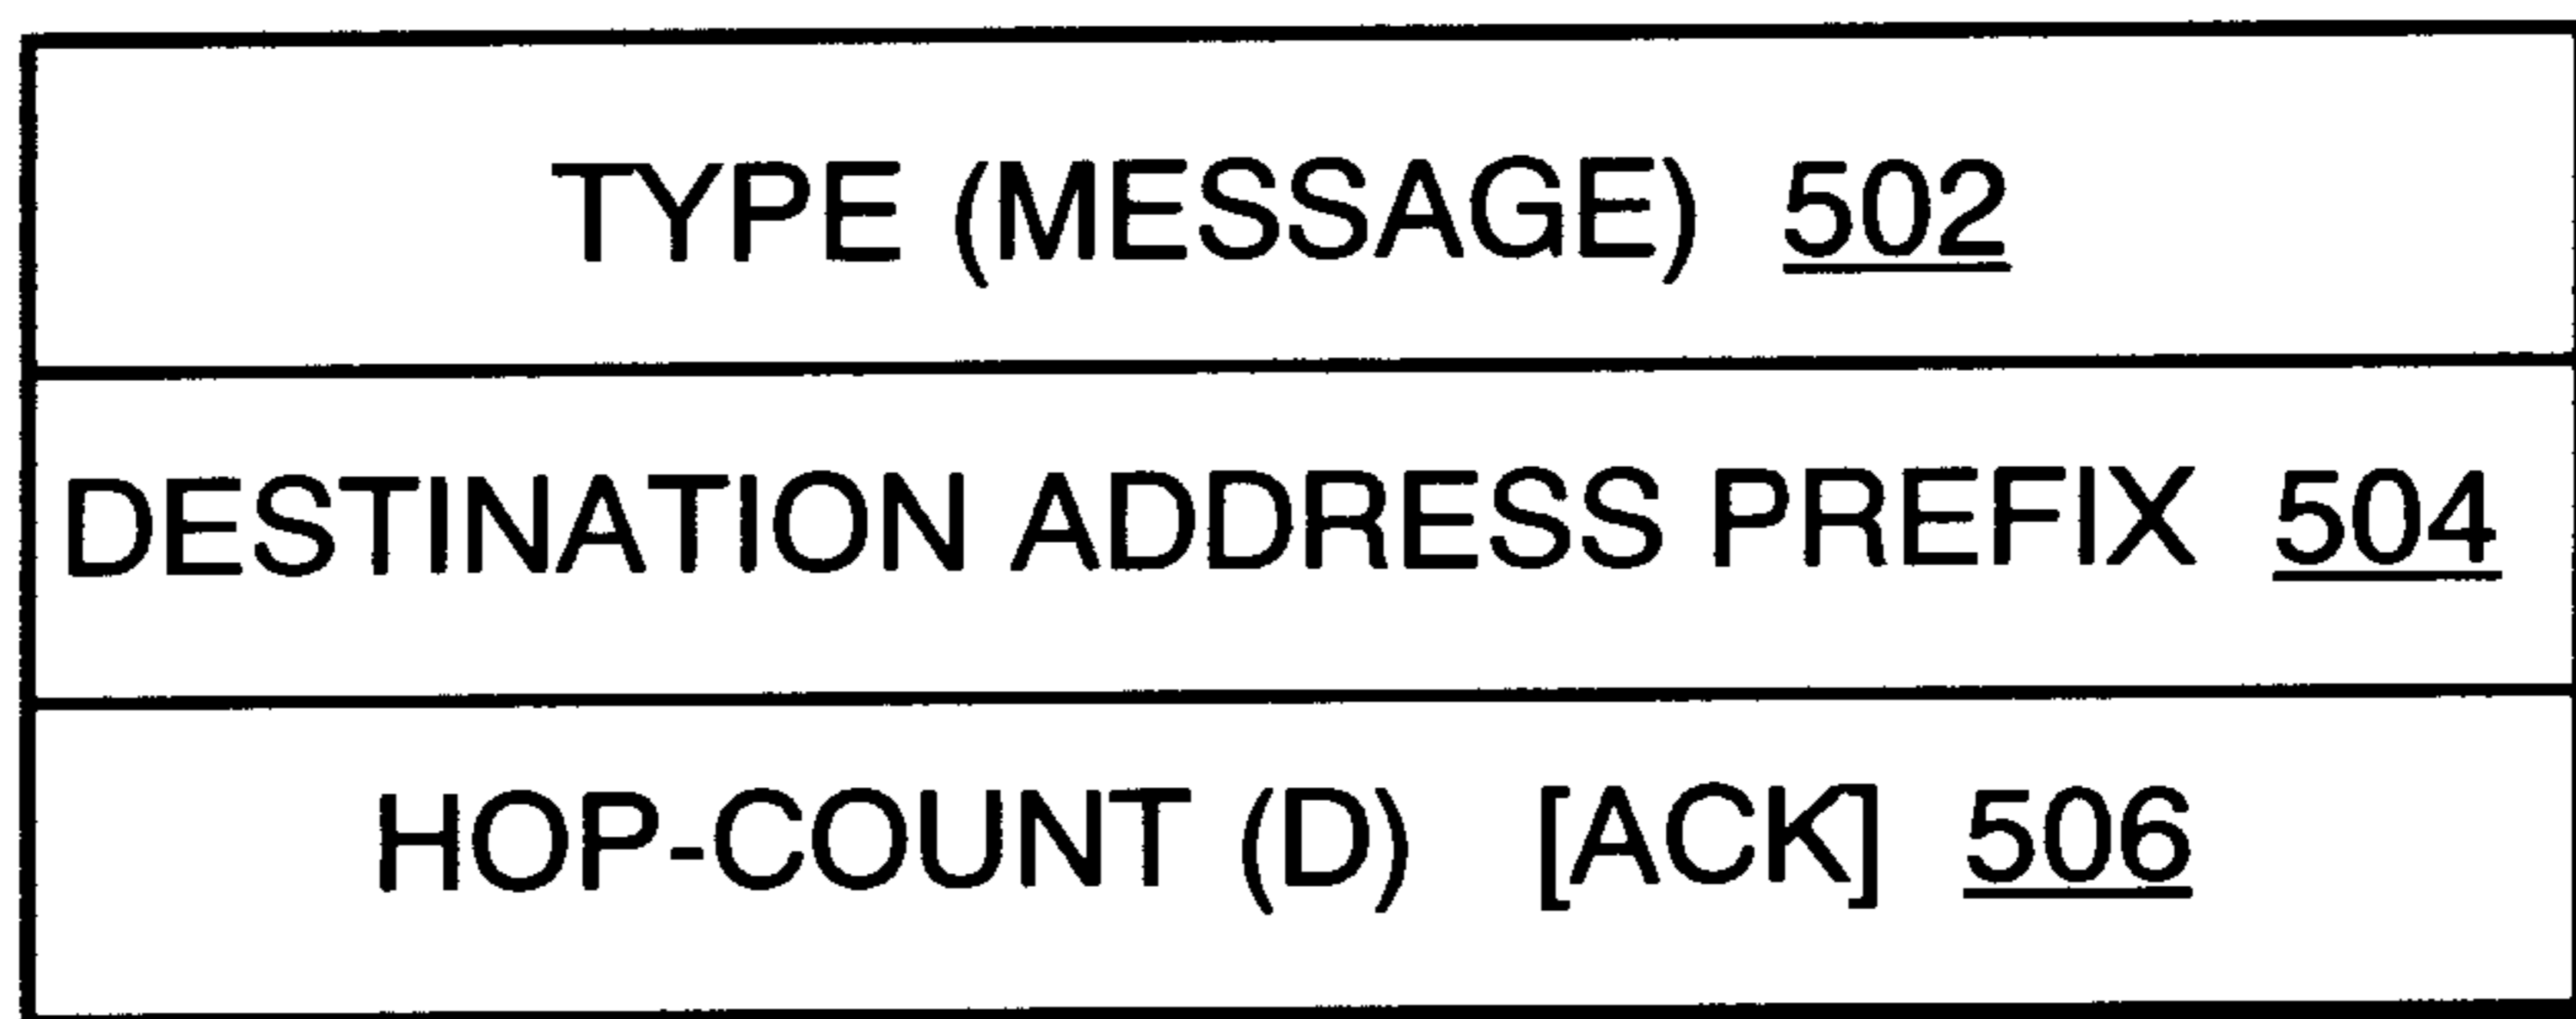 TYPE (MESSAGE) 502
DESTINATION ADDRESS PREFIX 504
HOP-COUNT (D) [ACK] 506